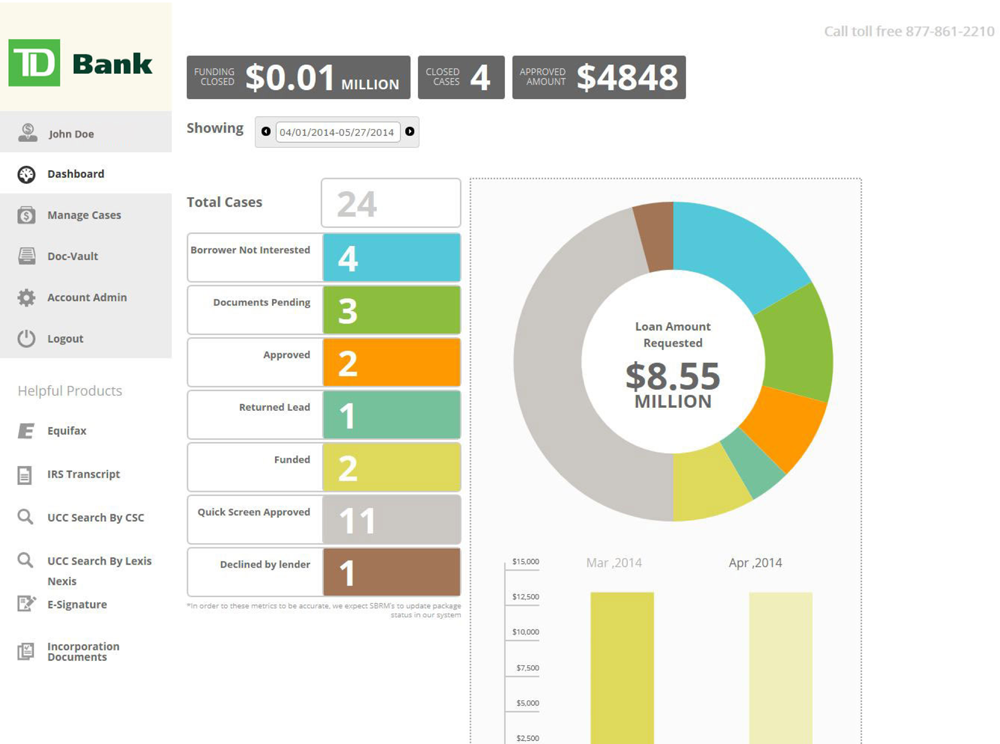 Call toll free 877-861-2210
TD Bank
FUNDING CLOSED $0.01 MILLION
CLOSED CASES 4
APPROVED AMOUNT $4848
John Doe
Dashboard
Manage Cases
Doc-Vault
Account Admin
Logout
Helpful Products
Equifax
IRS Transcript
UCC Search By CSC
UCC Search By Lexis
Nexis
E-Signature
Incorporation
Documents
Showing 04/01/2014-05/27/2014
Total Cases 24
Borrower Not Interested 4
Documents Pending 3
Approved 2
Returned Lead 1
Funded 2
Quick Screen Approved 11
Declined by lender 1
*In order to these metrics to be accurate, we expect SBRM's to update package
status in our system
Loan Amount
Requested
$8.55
MILLION
Mar ,2014
Apr ,2014
$15,000
$12,500
$10,000
$7,500
$5,000
$2,500